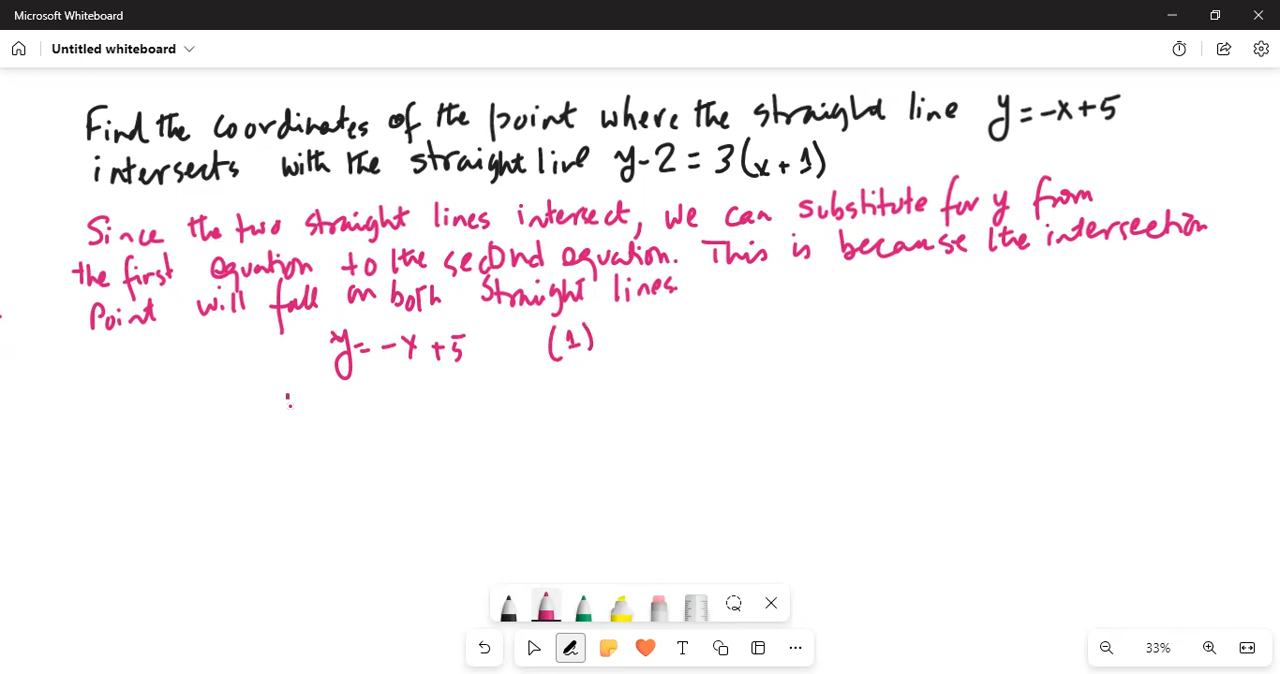 Microsoft Whiteboard
Untitled whiteboard
Find the coordinates of the point where the straighd line y=-x+5
intersects with the straight line y-2=3(x+1)
Since the two straight lines intersect, we can substitute for y from
the first equation to the second equation. This is because the intersection
Point will fall on both straight lines.
y=-x+5 (1)
T
33%